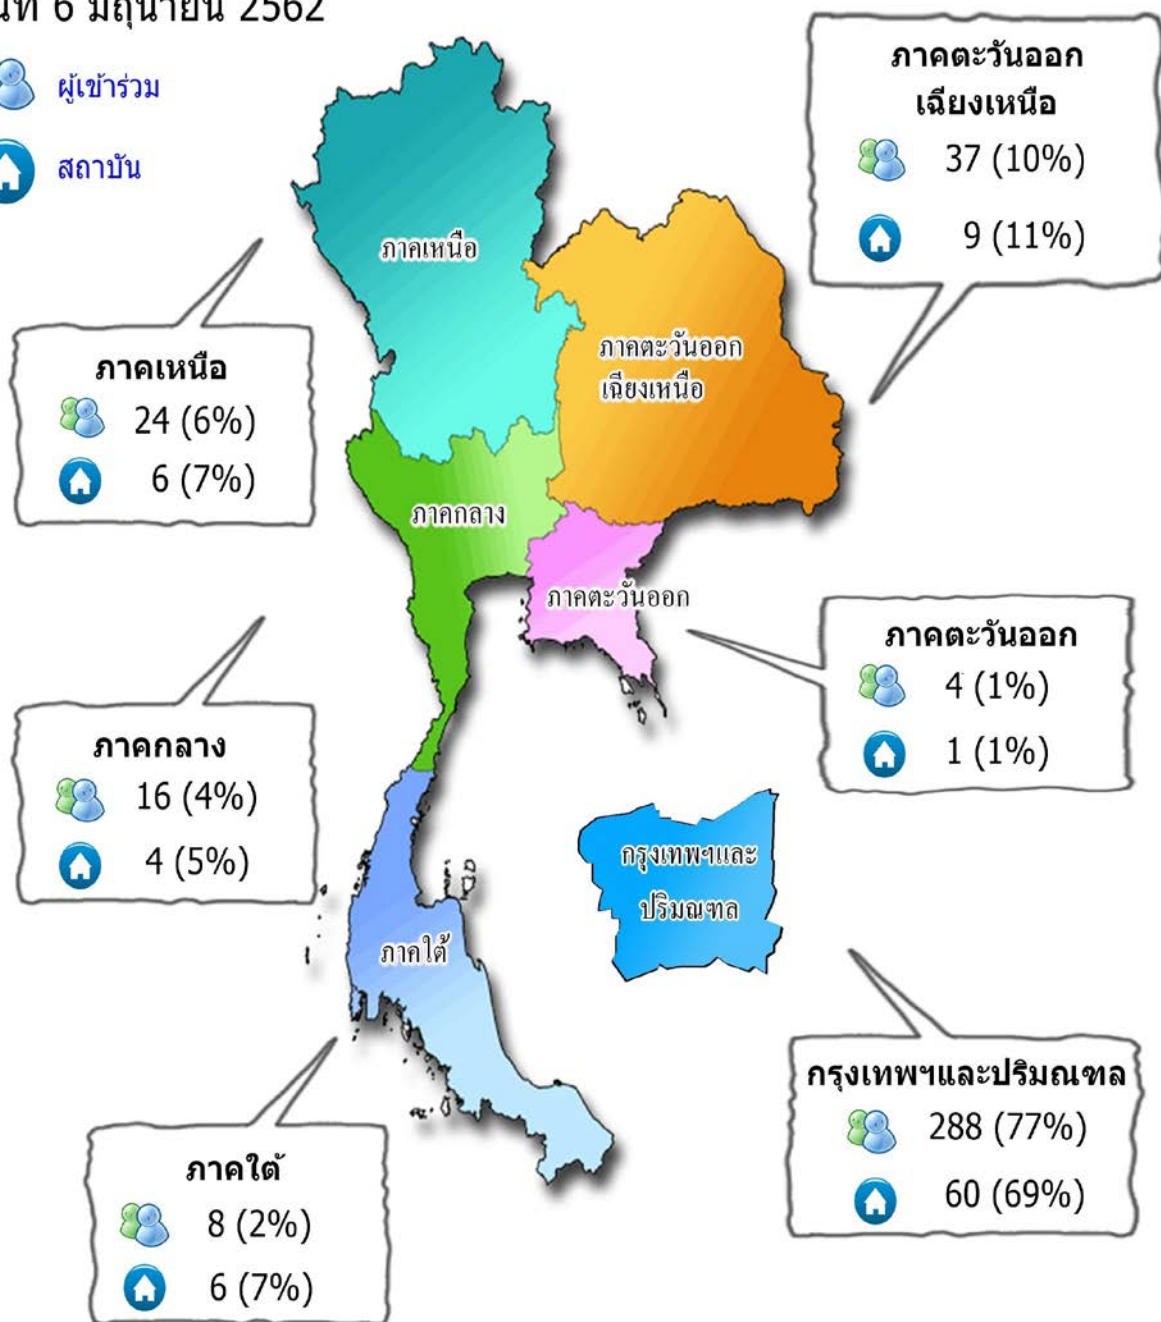 6 มิถุนายน 2562
ผู้เข้าร่วม
สถาบัน
ภาคตะวันออก
เฉียงเหนือ
37 (10%)
9 (11%)
ภาคเหนือ
ภาคตะวันออก
เฉียงเหนือ
ภาคเหนือ
24 (6%)
6 (7%)
ภาคกลาง
ภาคตะวันออก
ภาคตะวันออก
4 (1%)
1 (1%)
ภาคกลาง
16 (4%)
4 (5%)
กรุงเทพฯและ
ปริมณฑล
ภาคใต้
กรุงเทพฯและปริมณฑล
288 (77%)
60 (69%)
ภาคใต้
8 (2%)
6 (7%)